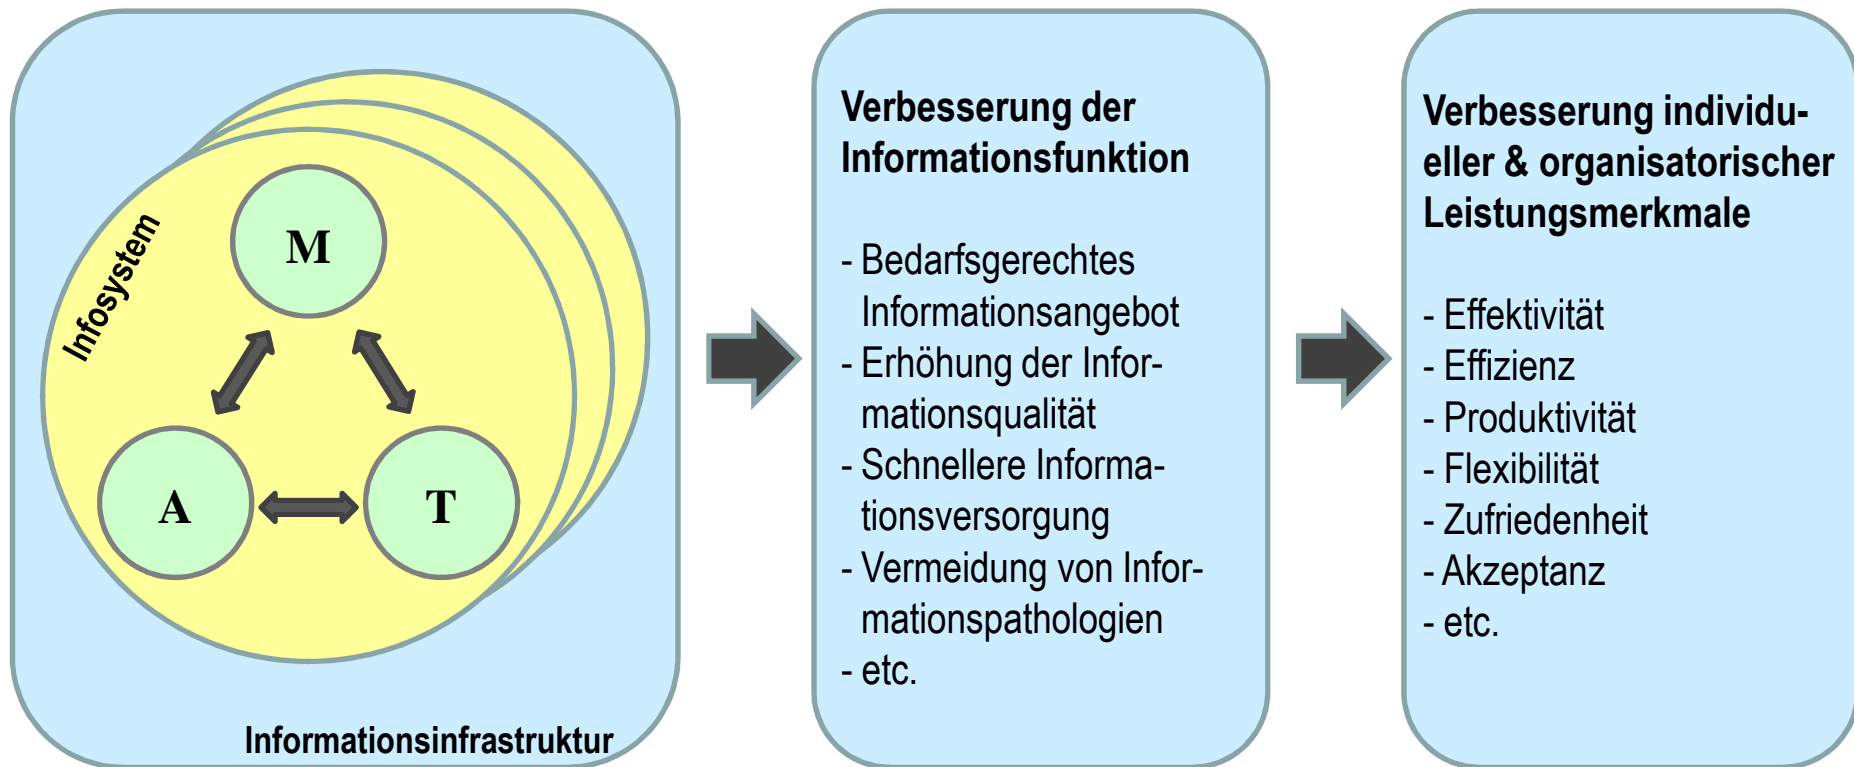 Infosystem
M
A
T
Informationsinfrastruktur
Verbesserung der
Informationsfunktion
- Bedarfsgerechtes
Informationsangebot
- Erhöhung der Infor-
mationsqualität
- Schnellere Informa-
tionsversorgung
- Vermeidung von Infor-
mationspathologien
- etc.
Verbesserung individu-
eller & organisatorischer
Leistungsmerkmale
- Effektivität
- Effizienz
- Produktivität
- Flexibilität
- Zufriedenheit
- Akzeptanz
- etc.